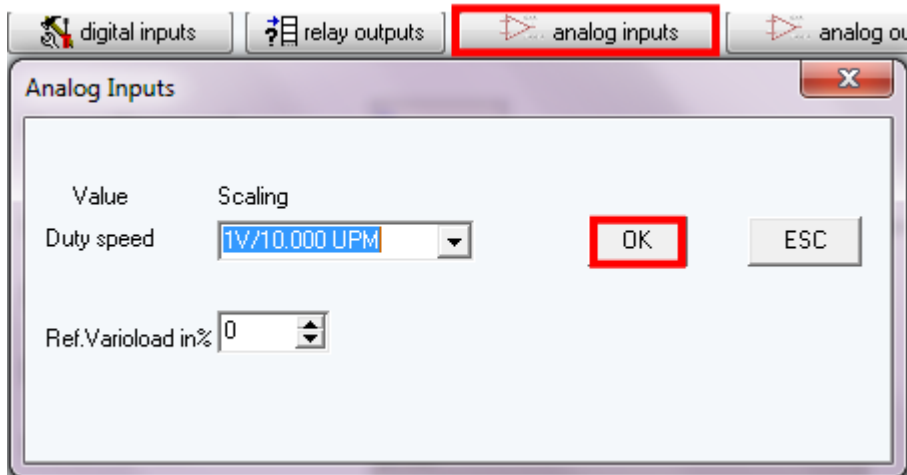 digital inputs relay outputs analog inputs analog ou
Analog Inputs
Value Scaling
Duty speed 1V/10.000 UPM OK ESC
Ref.Varioload in% 0